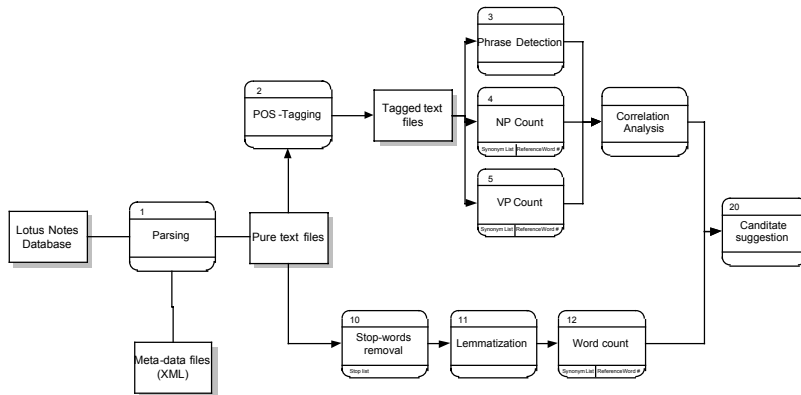 3
Phrase Detection
2
POS -Tagging
Tagged text
files
4
NP Count
Synonym List ReferenceWord #
Correlation
Analysis
5
VP Count
Synonym List ReferenceWord #
20
Canditate
suggestion
Lotus Notes
Database
1
Parsing
Pure text files
10
Stop-words
removal
Stop list
11
Lemmatization
12
Word count
Synonym List ReferenceWord #
Meta-data files
(XML)